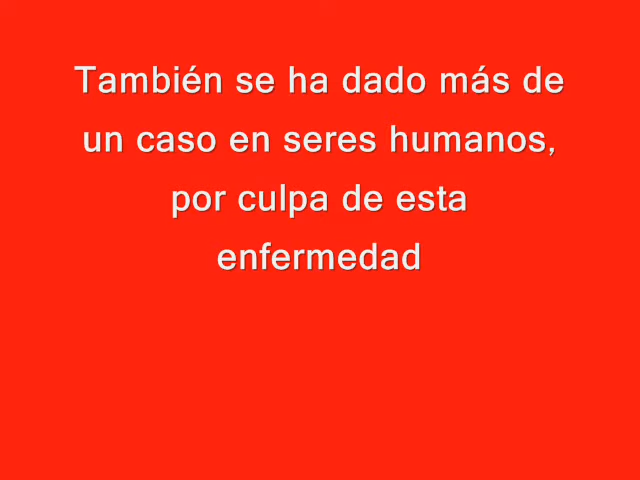 También se ha dado más de
un caso en seres humanos,
por culpa de esta
enfermedad